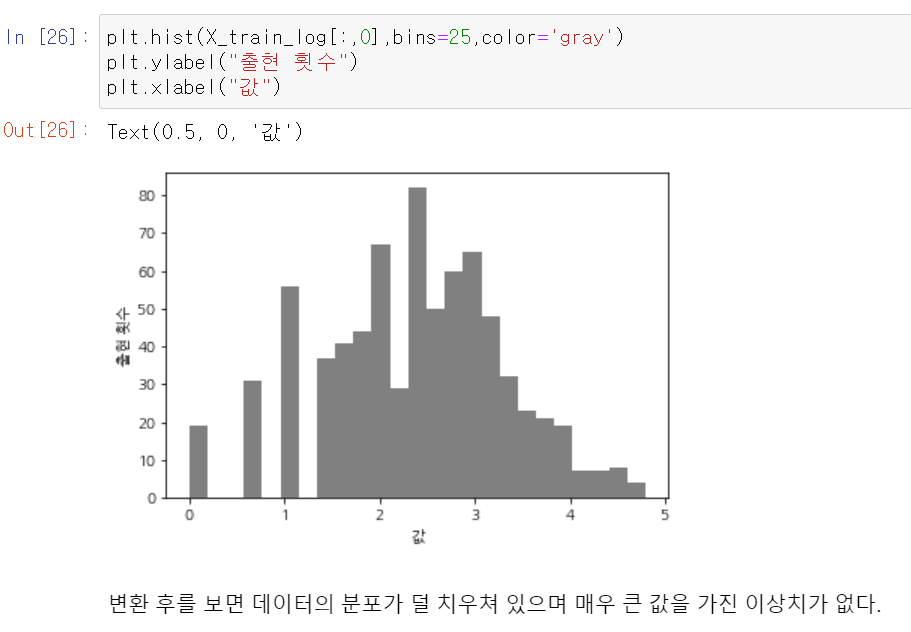 In [26]: plt.hist(X_train_log[:,0],bins=25,color='gray')
plt.ylabel("출현 횟수")
plt.xlabel("값")
Out[26]: Text(0.5, 0, '값')
80
70
60
50
40
30
20
10
0
출현 횟수
0 1 2 3 4 5
값
변환 후를 보면 데이터의 분포가 덜 치우쳐 있으며 매우 큰 값을 가진 이상치가 없다.